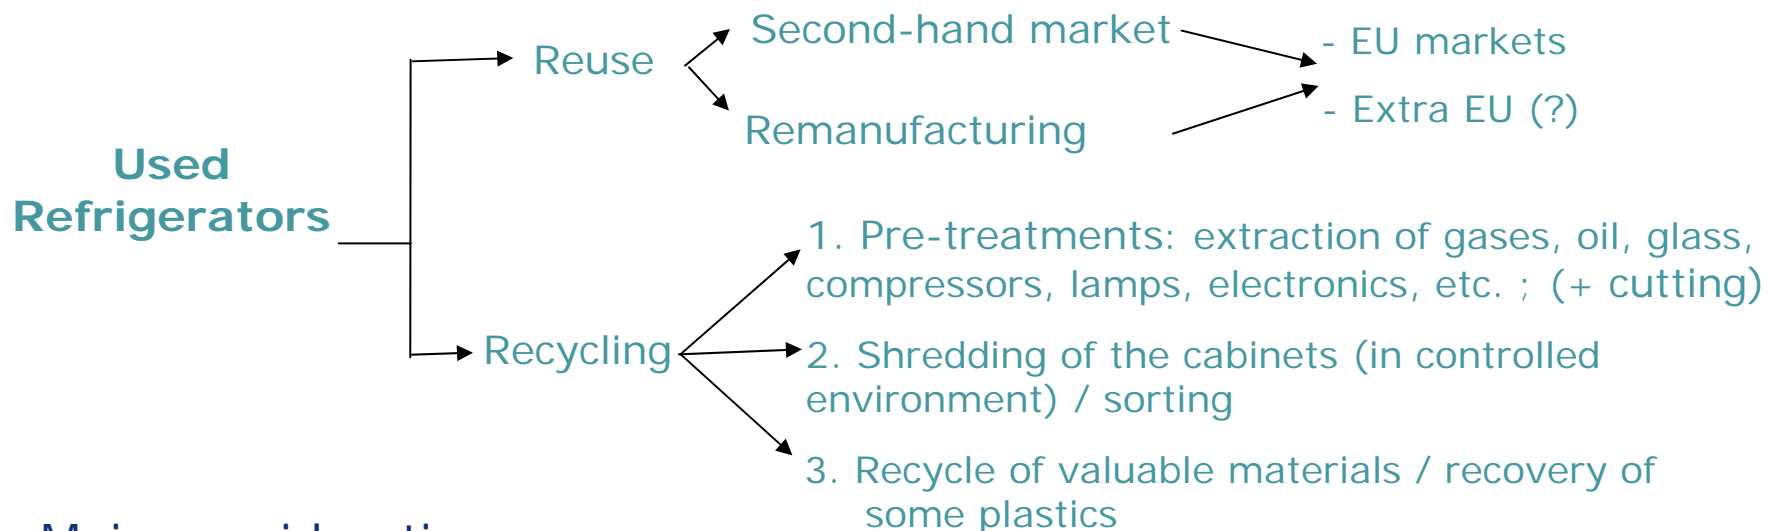 Second-hand market
- EU markets
Reuse
- Extra EU (?)
Remanufacturing
Used
Refrigerators
1. Pre-treatments: extraction of gases, oil, glass,
compressors, lamps, electronics, etc. ; (+ cutting)
Recycling
2. Shredding of the cabinets (in controlled
environment) / sorting
3. Recycle of valuable materials / recovery of
some plastics